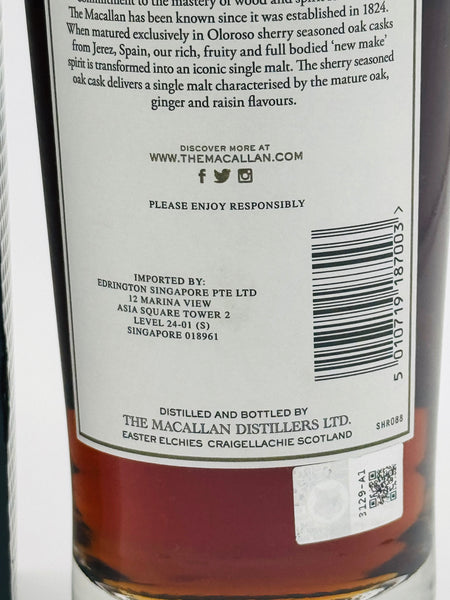 commitment to the mastery of wood and spirit
The Macallan has been known since it was established in 1824.
When matured exclusively in Oloroso sherry seasoned oak casks
from Jerez, Spain, our rich, fruity and full bodied 'new make'
spirit is transformed into an iconic single malt. The sherry seasoned
oak cask delivers a single malt characterised by the mature oak,
ginger and raisin flavours.
DISCOVER MORE AT
WWW.THEMACALLAN.COM
PLEASE ENJOY RESPONSIBLY
IMPORTED BY:
EDRINGTON SINGAPORE PTE LTD
12 MARINA VIEW
ASIA SQUARE TOWER 2
LEVEL 24-01 (S)
SINGAPORE 018961
5 010719 187003 >
DISTILLED AND BOTTLED BY
THE MACALLAN DISTILLERS LTD.
EASTER ELCHIES CRAIGELLACHIE SCOTLAND
SHR0BB
3129-A1